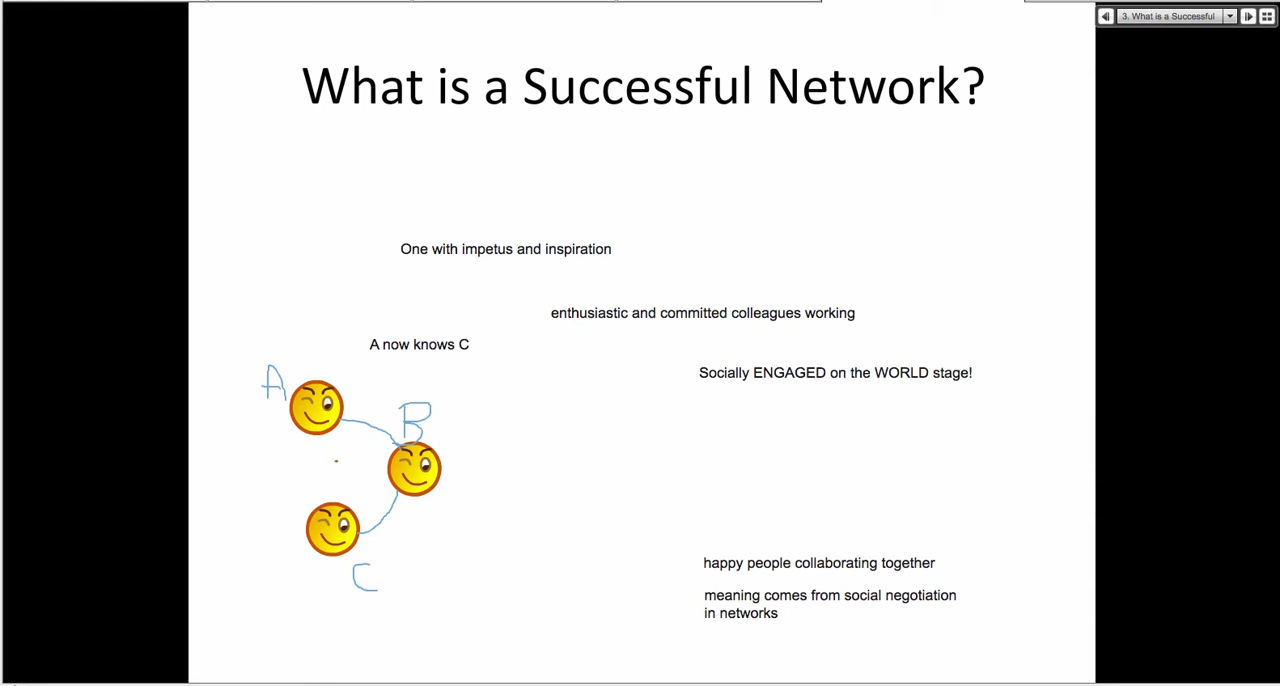 3. What is a Successful
What is a Successful Network?
One with impetus and inspiration
enthusiastic and committed colleagues working
A now knows C
Socially ENGAGED on the WORLD stage!
A
B
C
happy people collaborating together
meaning comes from social negotiation
in networks